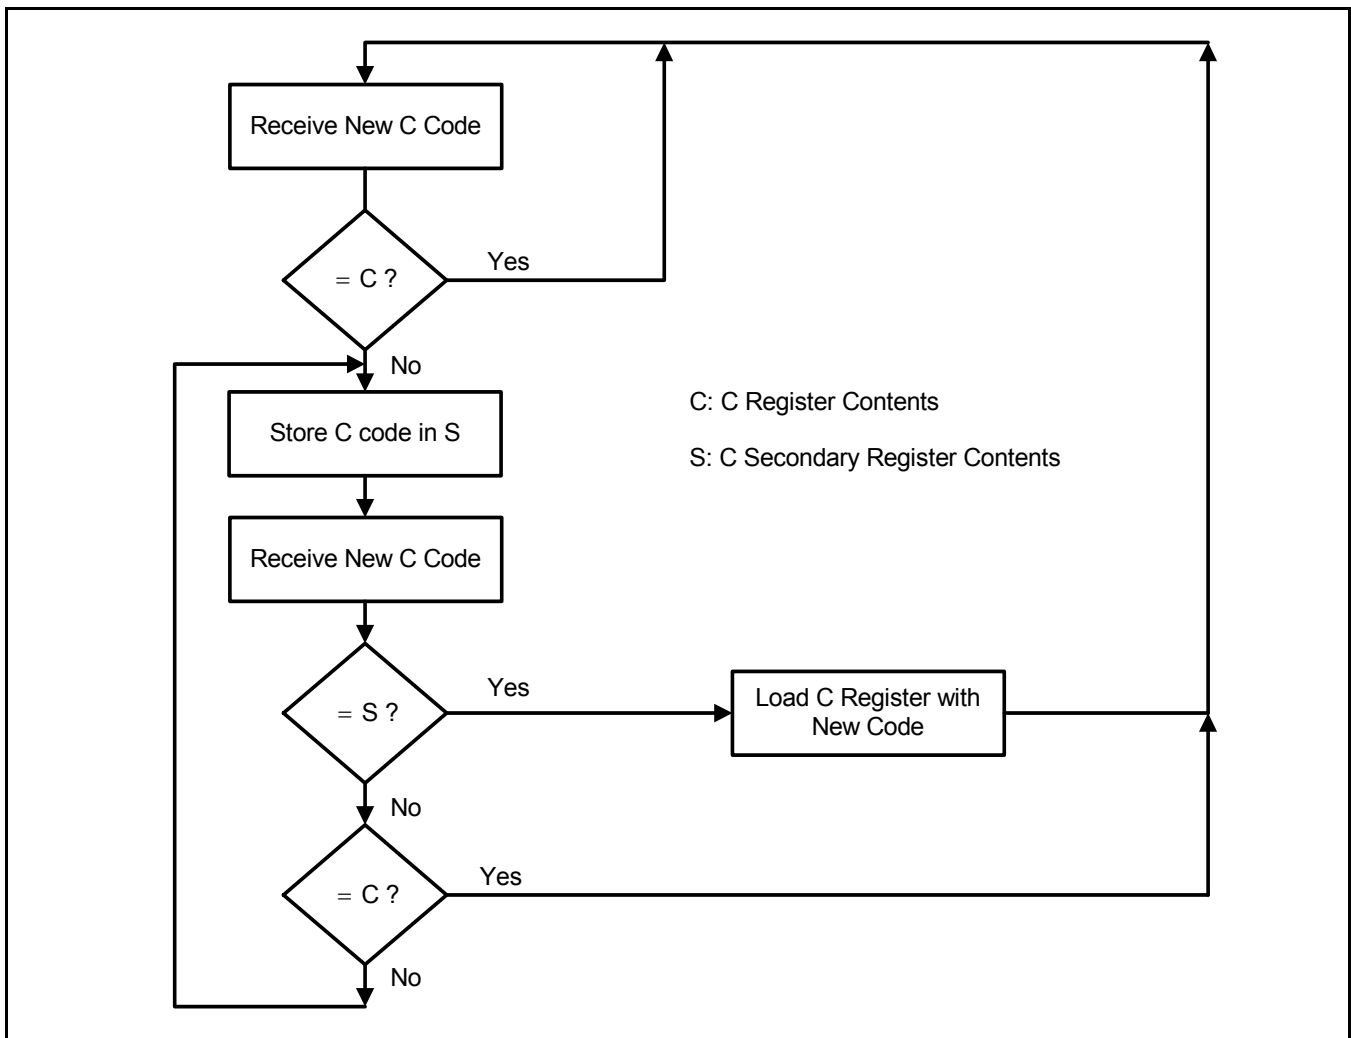 Receive New C Code
= C ?
Yes
No
Store C code in S
C: C Register Contents
S: C Secondary Register Contents
Receive New C Code
= S ?
Yes
Load C Register with
New Code
No
= C ?
Yes
No